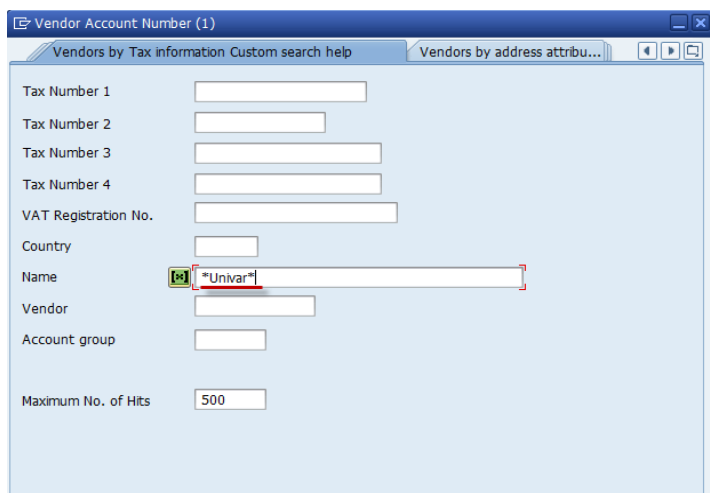 Vendor Account Number (1)
Vendors by Tax information Custom search help
Vendors by address attribu...
Tax Number 1
Tax Number 2
Tax Number 3
Tax Number 4
VAT Registration No.
Country
Name *Univar*
Vendor
Account group
Maximum No. of Hits 500